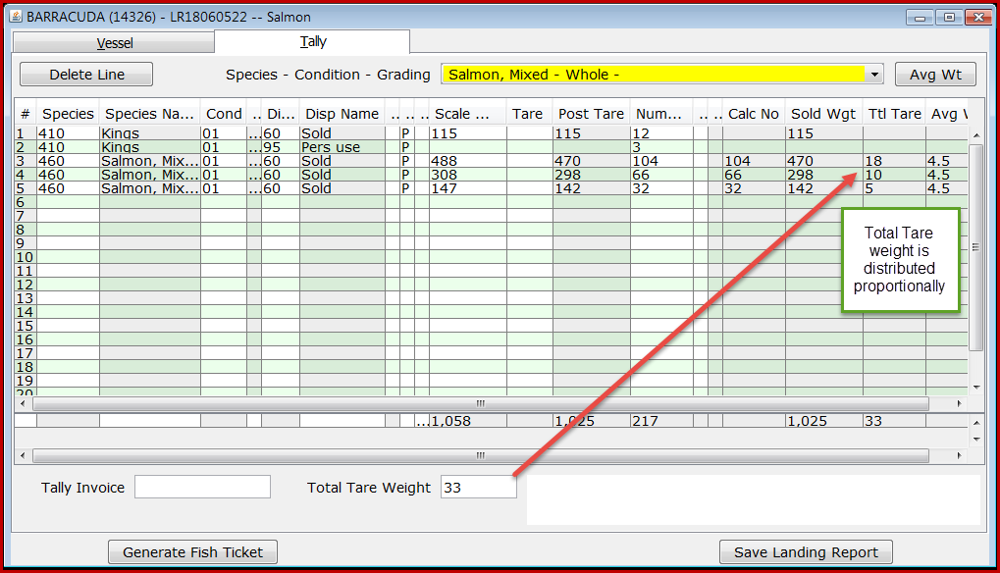 BARRACUDA (14326) - LR18060522 -- Salmon
Vessel Tally
Delete Line Species - Condition - Grading Salmon, Mixed - Whole - Avg Wt
# Species Species Na... Cond .. Di... Disp Name .. .. .. Scale ... Tare Post Tare Num... .. .. Calc No Sold Wgt Ttl Tare Avg W
1 410 Kings 01 ... 60 Sold P 115 115 12 115
2 410 Kings 01 ... 95 Pers use P 3
3 460 Salmon, Mix... 01 ... 60 Sold P 488 470 104 104 470 18 4.5
4 460 Salmon, Mix... 01 ... 60 Sold P 308 298 66 66 298 10 4.5
5 460 Salmon, Mix... 01 ... 60 Sold P 147 142 32 32 142 5 4.5
6
7
8
9
10
11
12
13
14
15
16
17
18
19
20
Total Tare
weight is
distributed
proportionally
... 1,058 1,025 217 1,025 33
Tally Invoice Total Tare Weight 33
Generate Fish Ticket Save Landing Report